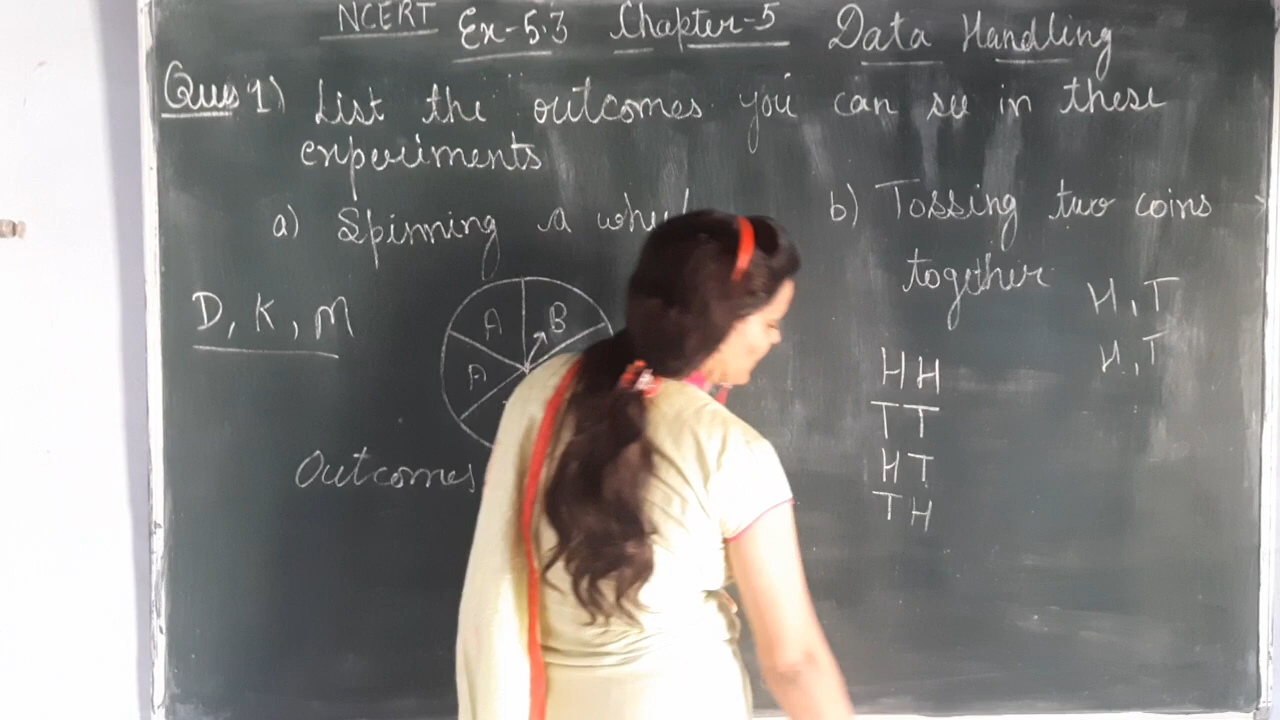 NCERT Ex-5.3 Chapter-5 Data Handling
Ques 1) List the outcomes you can see in these
experiments
a) Spinning a
b) Tossing two coins
together
H, T
H, T
D, K, M
A B
A
HH
TT
HT
TH
Outcomes